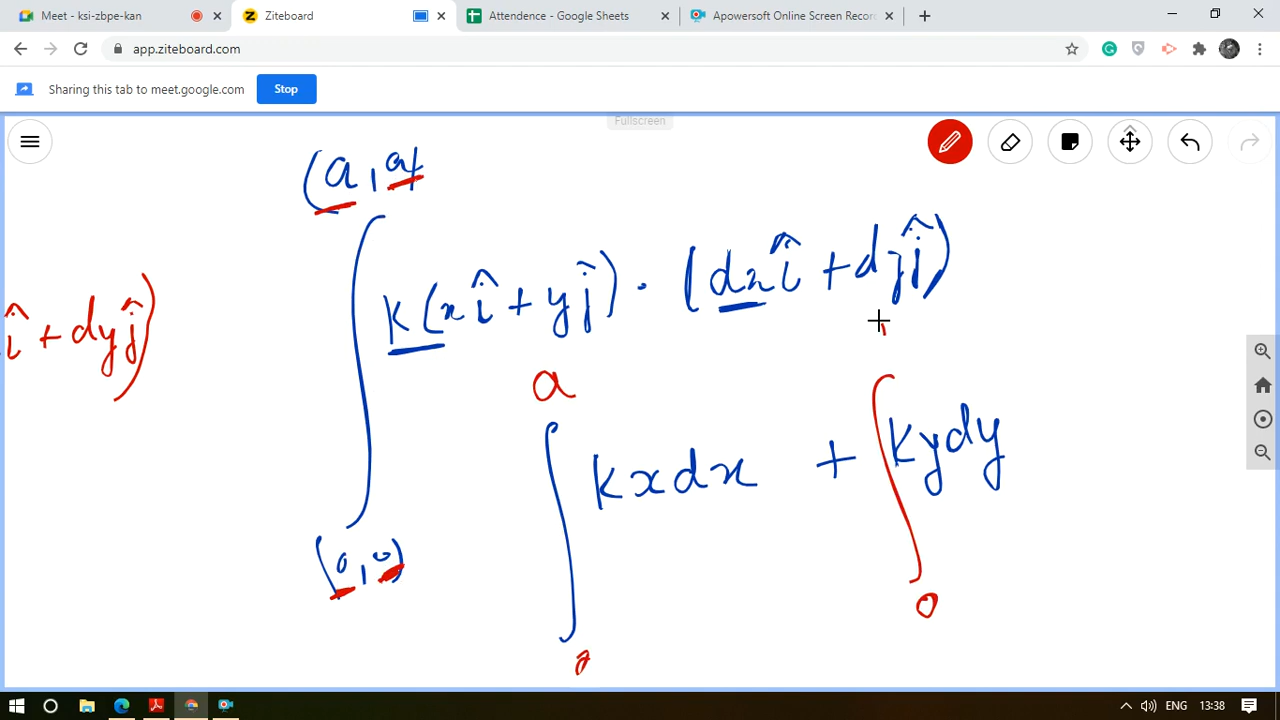 Meet - ksi-zbpe-kan
Ziteboard
Attendence - Google Sheets
Apowersoft Online Screen Recor
app.ziteboard.com
Sharing this tab to meet.google.com
Stop
Fullscreen
(a, a)
k(xî + yĵ) · (dxî + dyĵ)
î + dyĵ)
(0, 0)
a
∫ kxdx + ∫ kydy
0
ENG
13:38